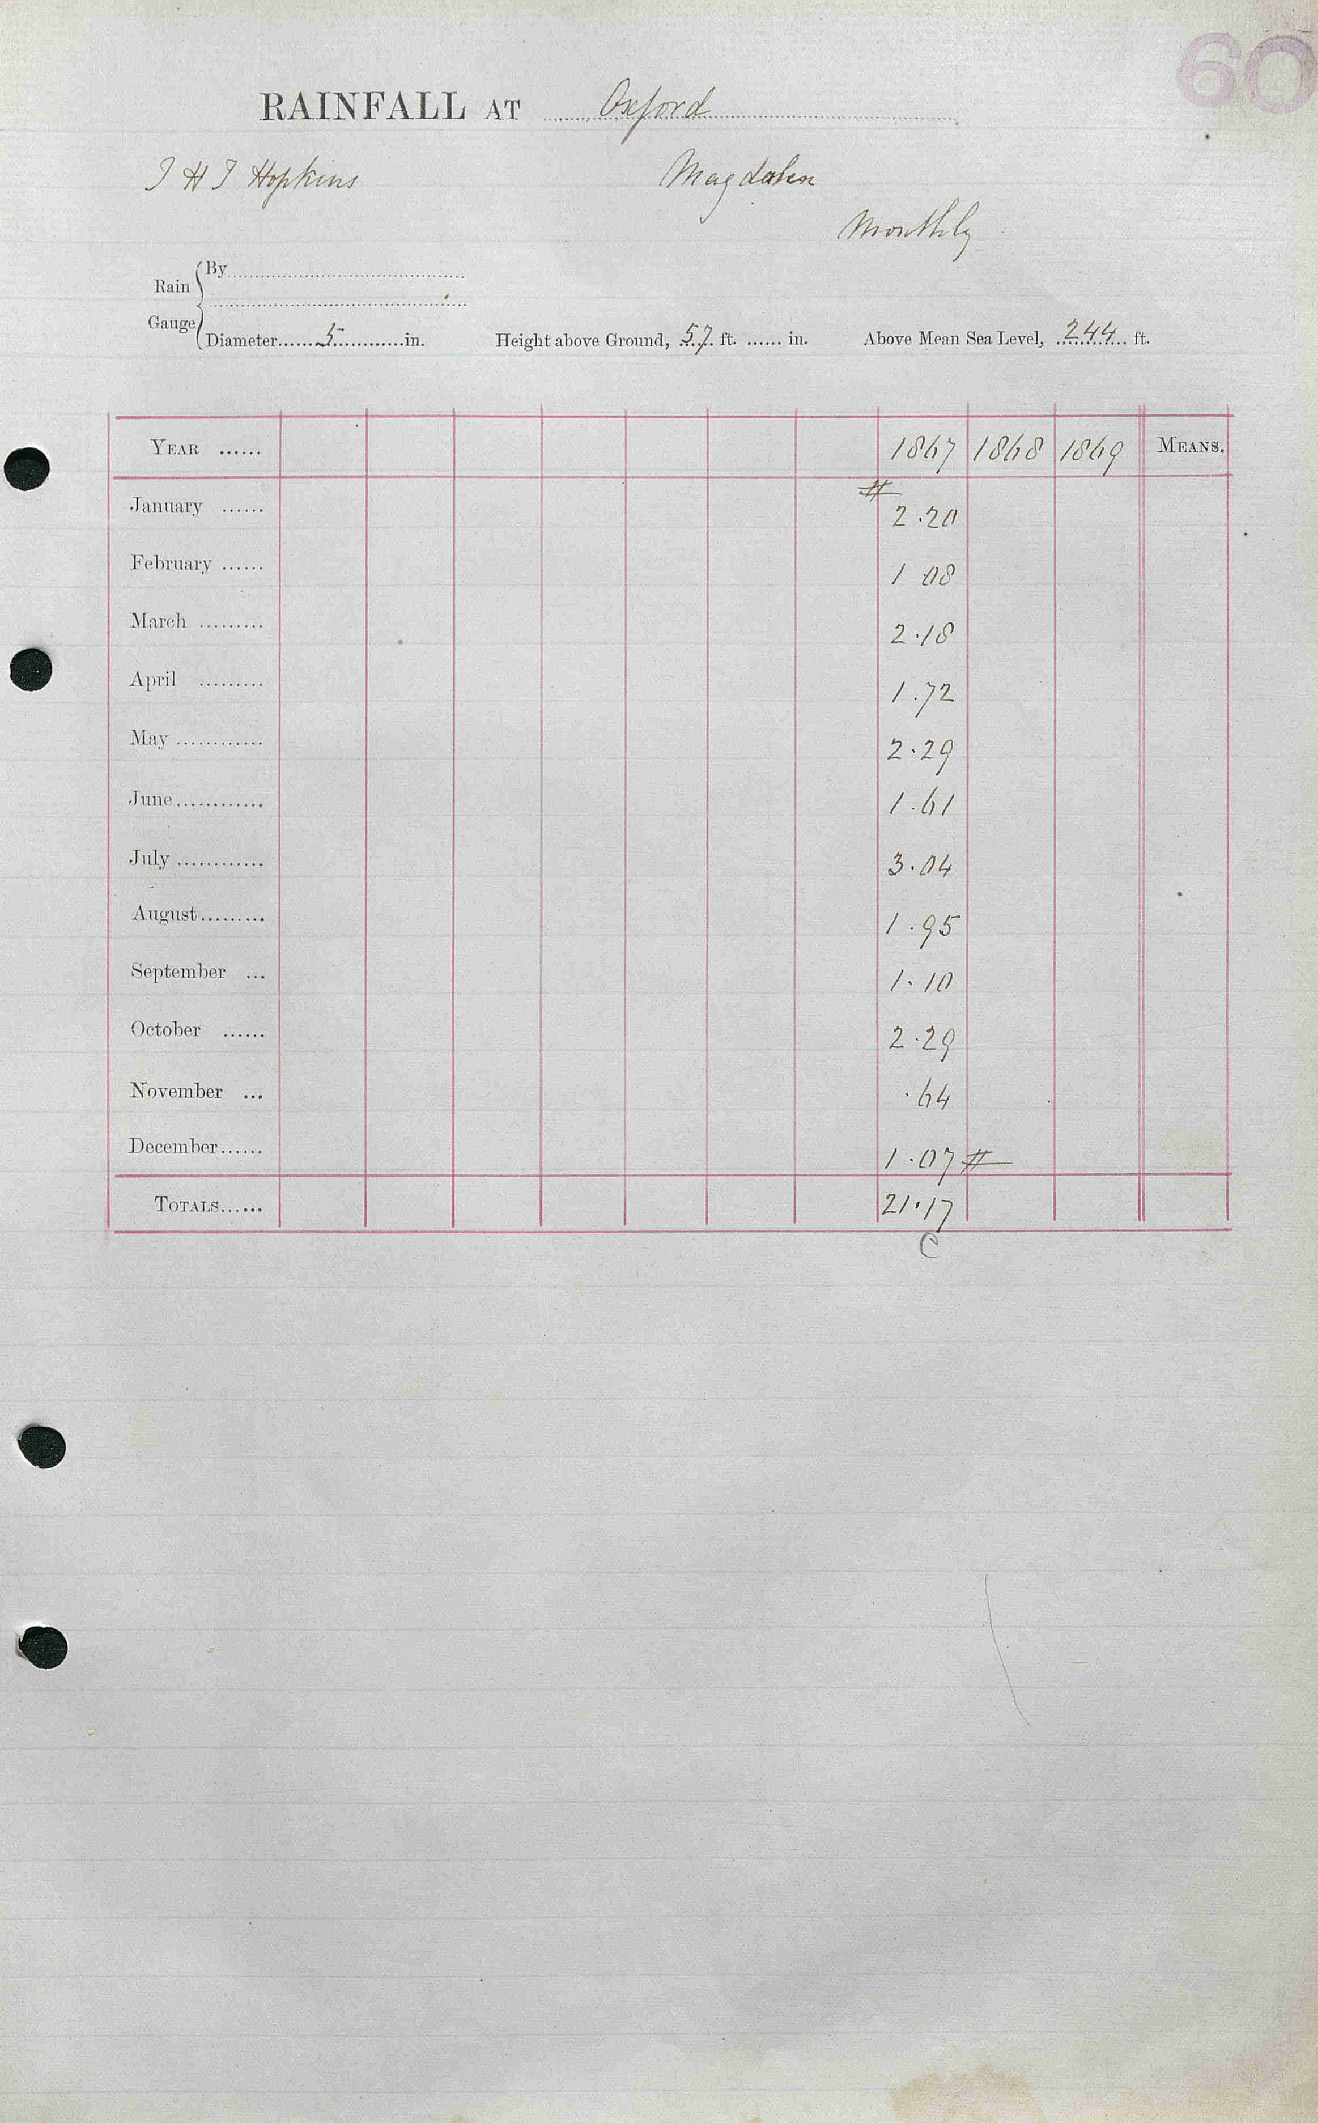 60
RAINFALL AT Oxford
J H T Hopkins Magdalen
Monthly
Rain Gauge
By
Diameter 5 in. Height above Ground, 57 ft. in. Above Mean Sea Level, 244 ft.
YEAR 1867 1868 1869 MEANS.
January 2.20
February 1 08
March 2.18
April 1.72
May 2.29
June 1.61
July 3.04
August 1.95
September 1.10
October 2.29
November .64
December 1.07
TOTALS 21.17
C